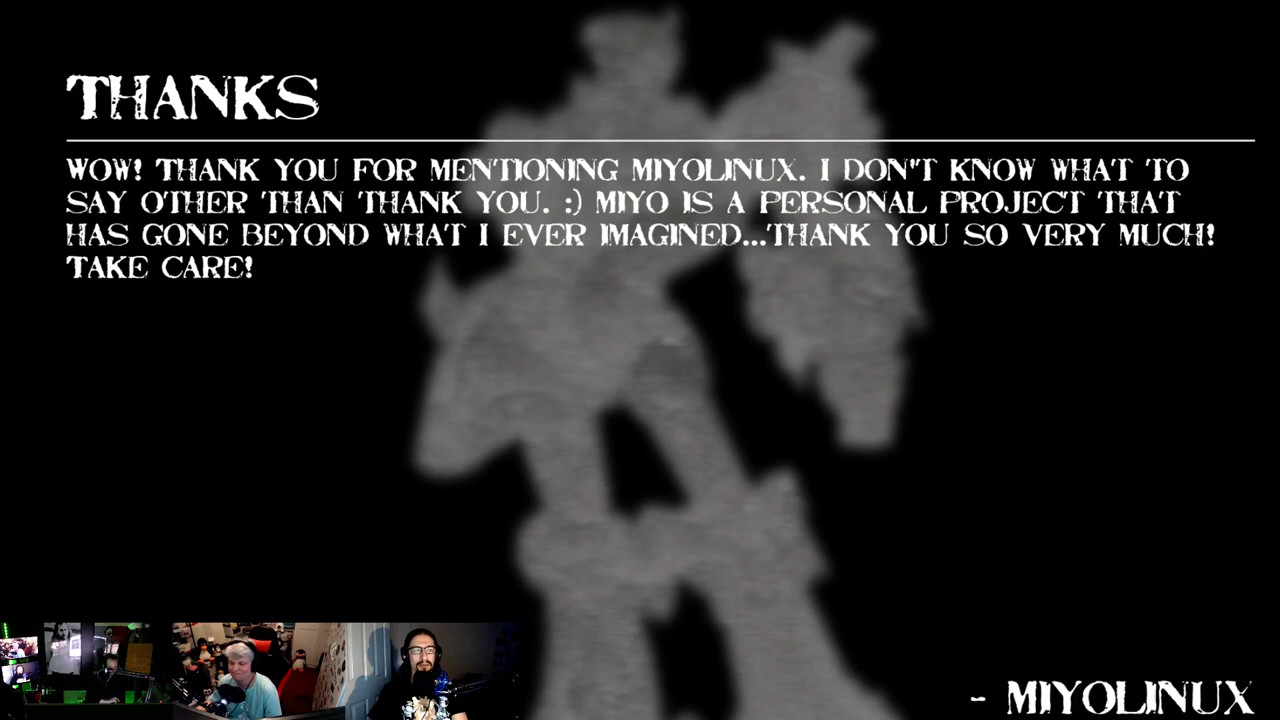 THANKS
WOW! THANK YOU FOR MENTIONING MIYOLINUX. I DON'T KNOW WHAT TO
SAY OTHER THAN THANK YOU. :) MIYO IS A PERSONAL PROJECT THAT
HAS GONE BEYOND WHAT I EVER IMAGINED...THANK YOU SO VERY MUCH!
TAKE CARE!
- MIYOLINUX